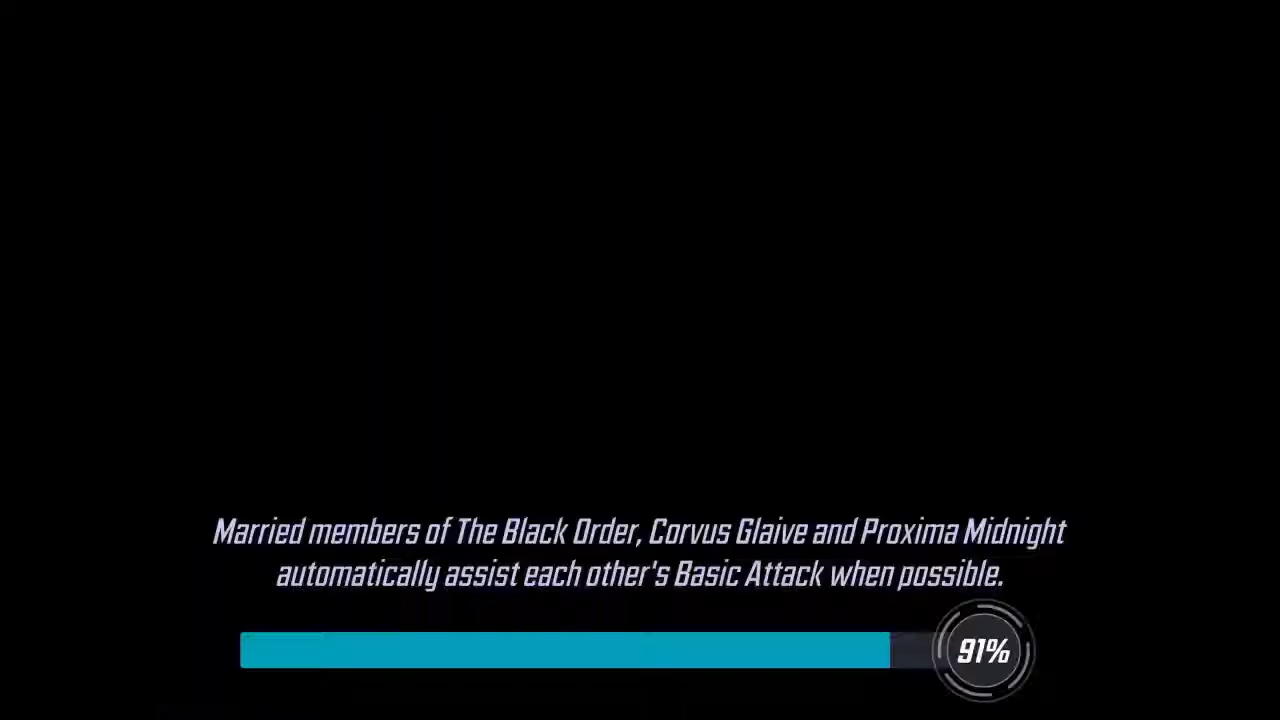 Married members of The Black Order, Corvus Glaive and Proxima Midnight
automatically assist each other's Basic Attack when possible.
91%